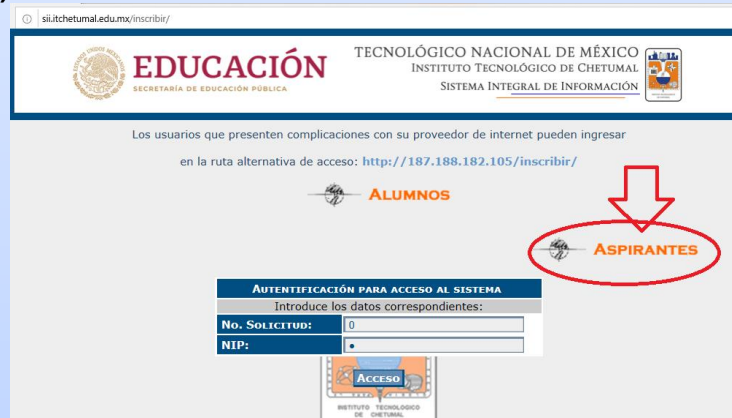 sii.itchetumal.edu.mx/inscribir/
EDUCACIÓN
SECRETARÍA DE EDUCACIÓN PÚBLICA
TECNOLÓGICO NACIONAL DE MÉXICO
INSTITUTO TECNOLÓGICO DE CHETUMAL
SISTEMA INTEGRAL DE INFORMACIÓN
Los usuarios que presenten complicaciones con su proveedor de internet pueden ingresar
en la ruta alternativa de acceso: http://187.188.182.105/inscribir/
ALUMNOS
ASPIRANTES
AUTENTIFICACIÓN PARA ACCESO AL SISTEMA
Introduce los datos correspondientes:
NO. SOLICITUD: 0
NIP: •
ACCESO
INSTITUTO TECNOLOGICO
DE CHETUMAL